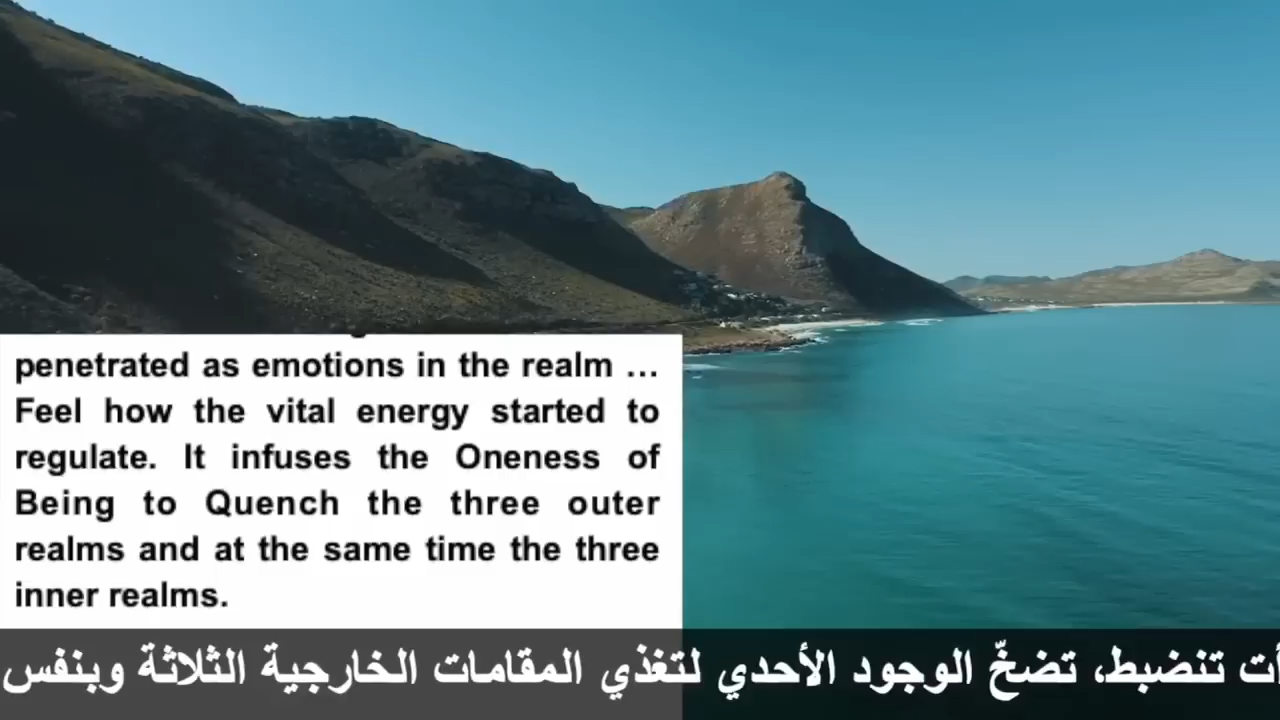 penetrated as emotions in the realm ...
Feel how the vital energy started to
regulate. It infuses the Oneness of
Being to Quench the three outer
realms and at the same time the three
inner realms.
تنضبط، تضخّ الوجود الأحدي لتغذي المقامات الخارجية الثلاثة وبنفس